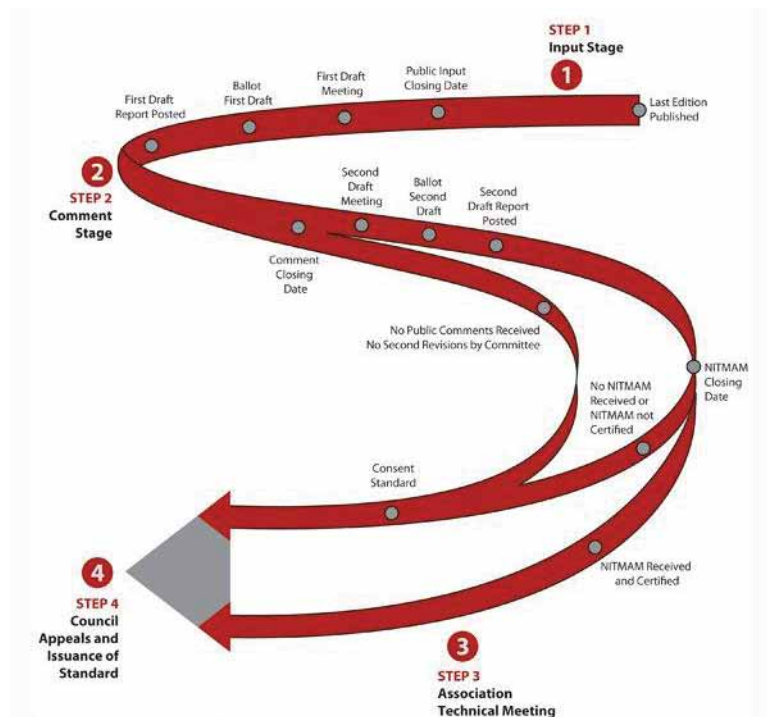 STEP 1
Input Stage
1
Public Input
Closing Date
First Draft
Meeting
Ballot
First Draft
First Draft
Report Posted
Last Edition
Published
2
STEP 2
Comment
Stage
Second
Draft
Meeting
Ballot
Second
Draft
Second
Draft Report
Posted
Comment
Closing
Date
No Public Comments Received
No Second Revisions by Committee
NITMAM
Closing
Date
No NITMAM
Received or
NITMAM not
Certified
Consent
Standard
NITMAM Received
and Certified
4
STEP 4
Council
Appeals and
Issuance of
Standard
3
STEP 3
Association
Technical Meeting